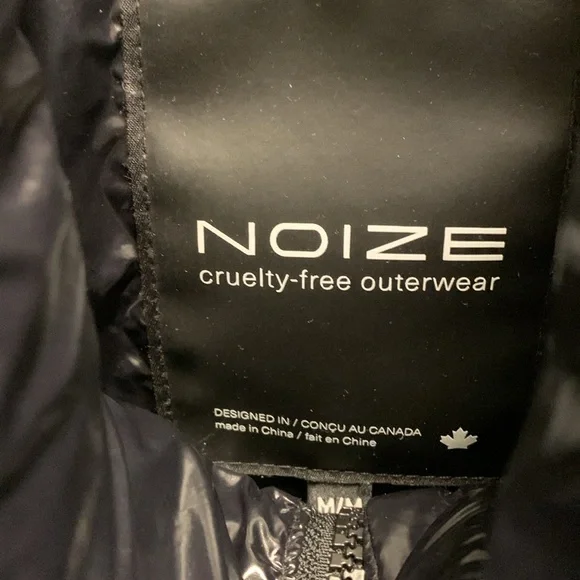 NOIZE
cruelty-free outerwear
DESIGNED IN / CONÇU AU CANADA
made in China / fait en Chine
M/M